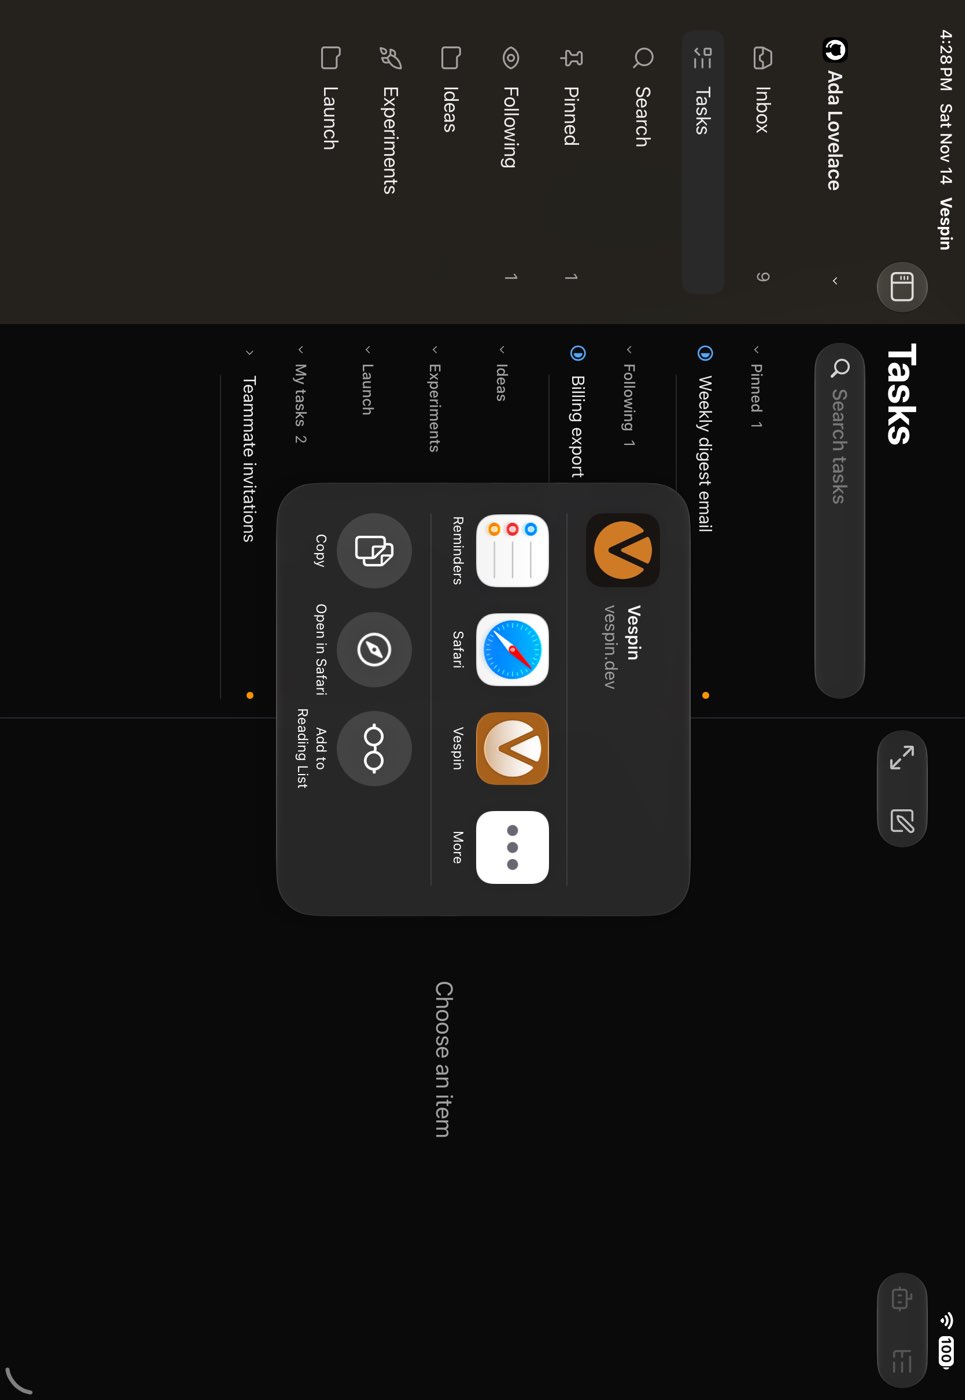 4:28 PM Sat Nov 14 Vespin
100
Ada Lovelace
Inbox 9
Tasks
Search
Pinned 1
Following 1
Ideas
Experiments
Launch
Tasks
Search tasks
Pinned 1
Weekly digest email
Following 1
Billing export
Ideas
Experiments
Launch
My tasks 2
Teammate invitations
Vespin
vespin.dev
Reminders Safari Vespin More
Copy Open in Safari Add to
Reading List
Choose an item